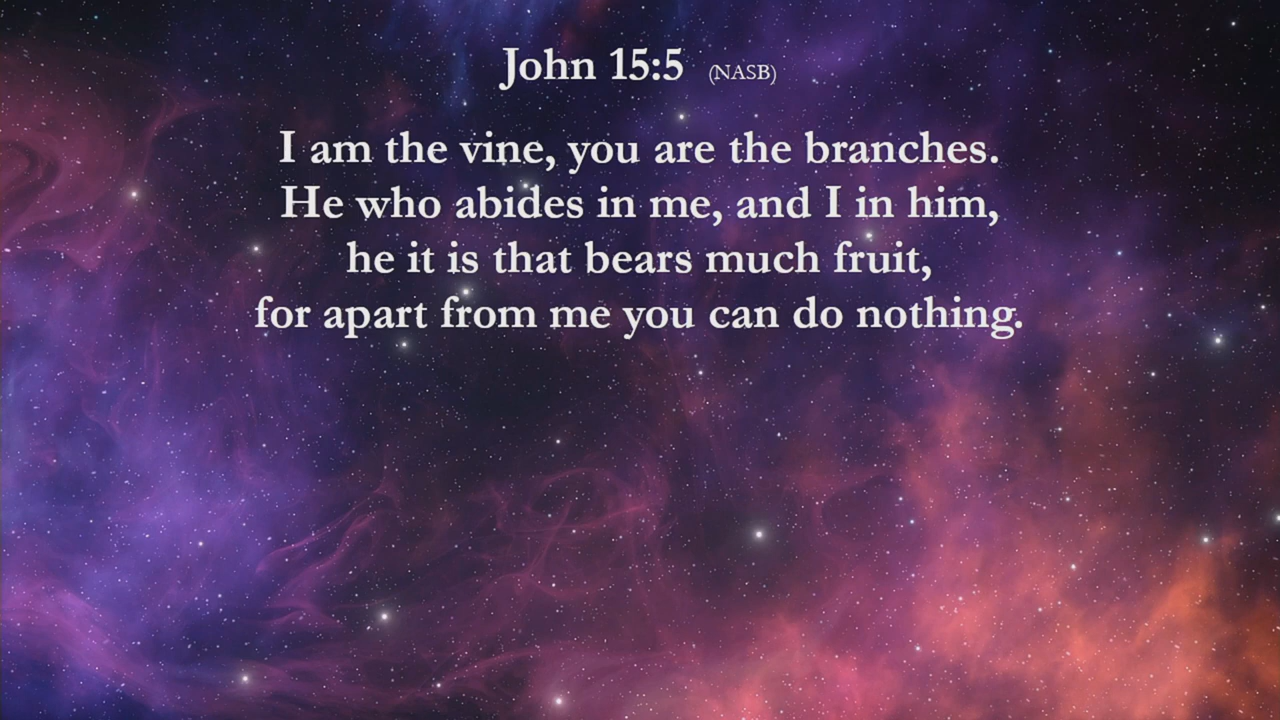 John 15:5 (NASB)
I am the vine, you are the branches.
He who abides in me, and I in him,
he it is that bears much fruit,
for apart from me you can do nothing.